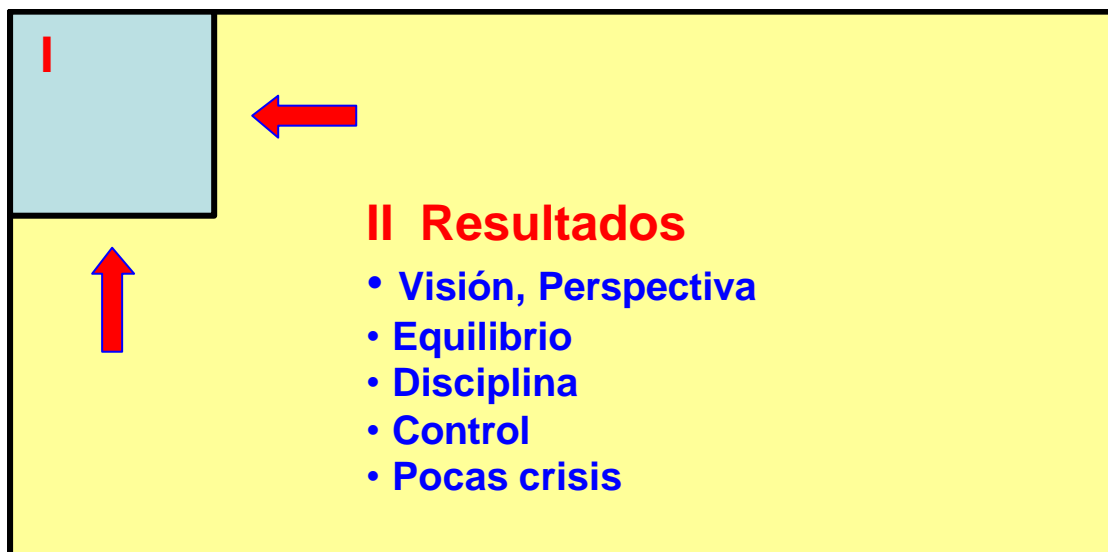 I
II Resultados
• Visión, Perspectiva
• Equilibrio
• Disciplina
• Control
• Pocas crisis